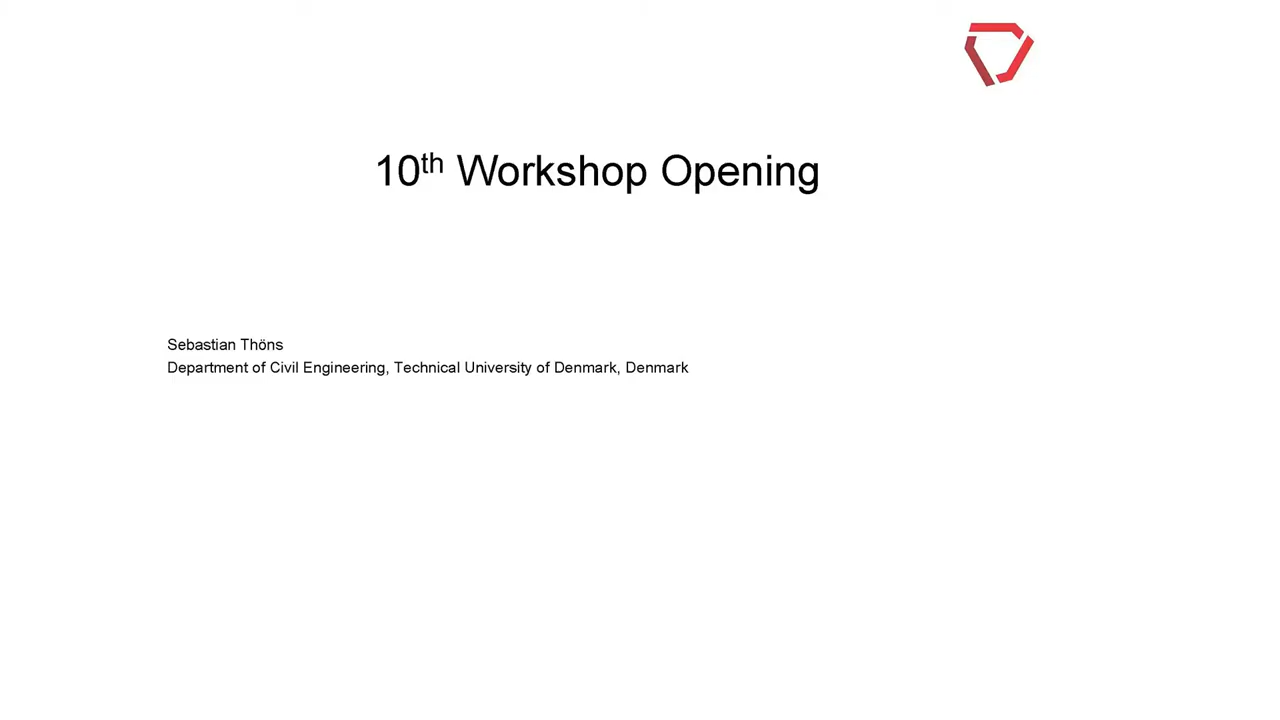 10th Workshop Opening
Sebastian Thöns
Department of Civil Engineering, Technical University of Denmark, Denmark